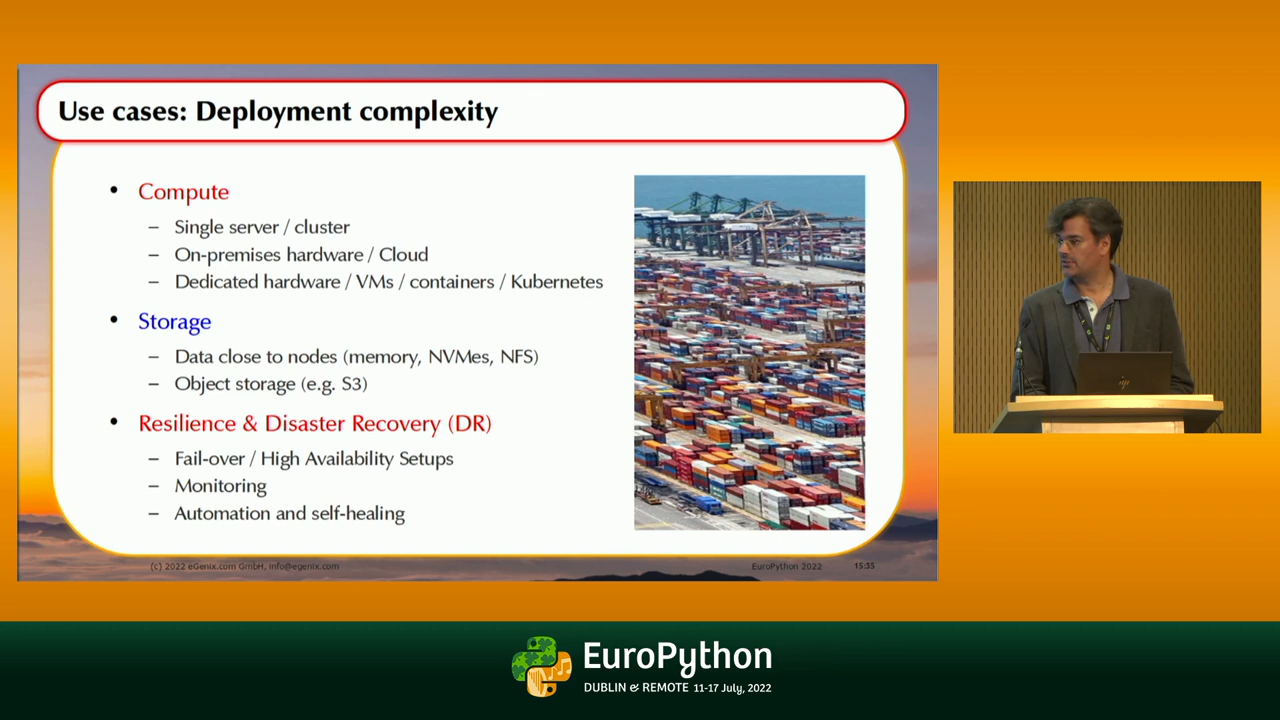 Use cases: Deployment complexity
• Compute
– Single server / cluster
– On-premises hardware / Cloud
– Dedicated hardware / VMs / containers / Kubernetes
• Storage
– Data close to nodes (memory, NVMes, NFS)
– Object storage (e.g. S3)
• Resilience & Disaster Recovery (DR)
– Fail-over / High Availability Setups
– Monitoring
– Automation and self-healing
(c) 2022 eGenix.com GmbH, info@egenix.com
EuroPython 2022
15:35
hp
EuroPython
DUBLIN & REMOTE 11-17 July, 2022